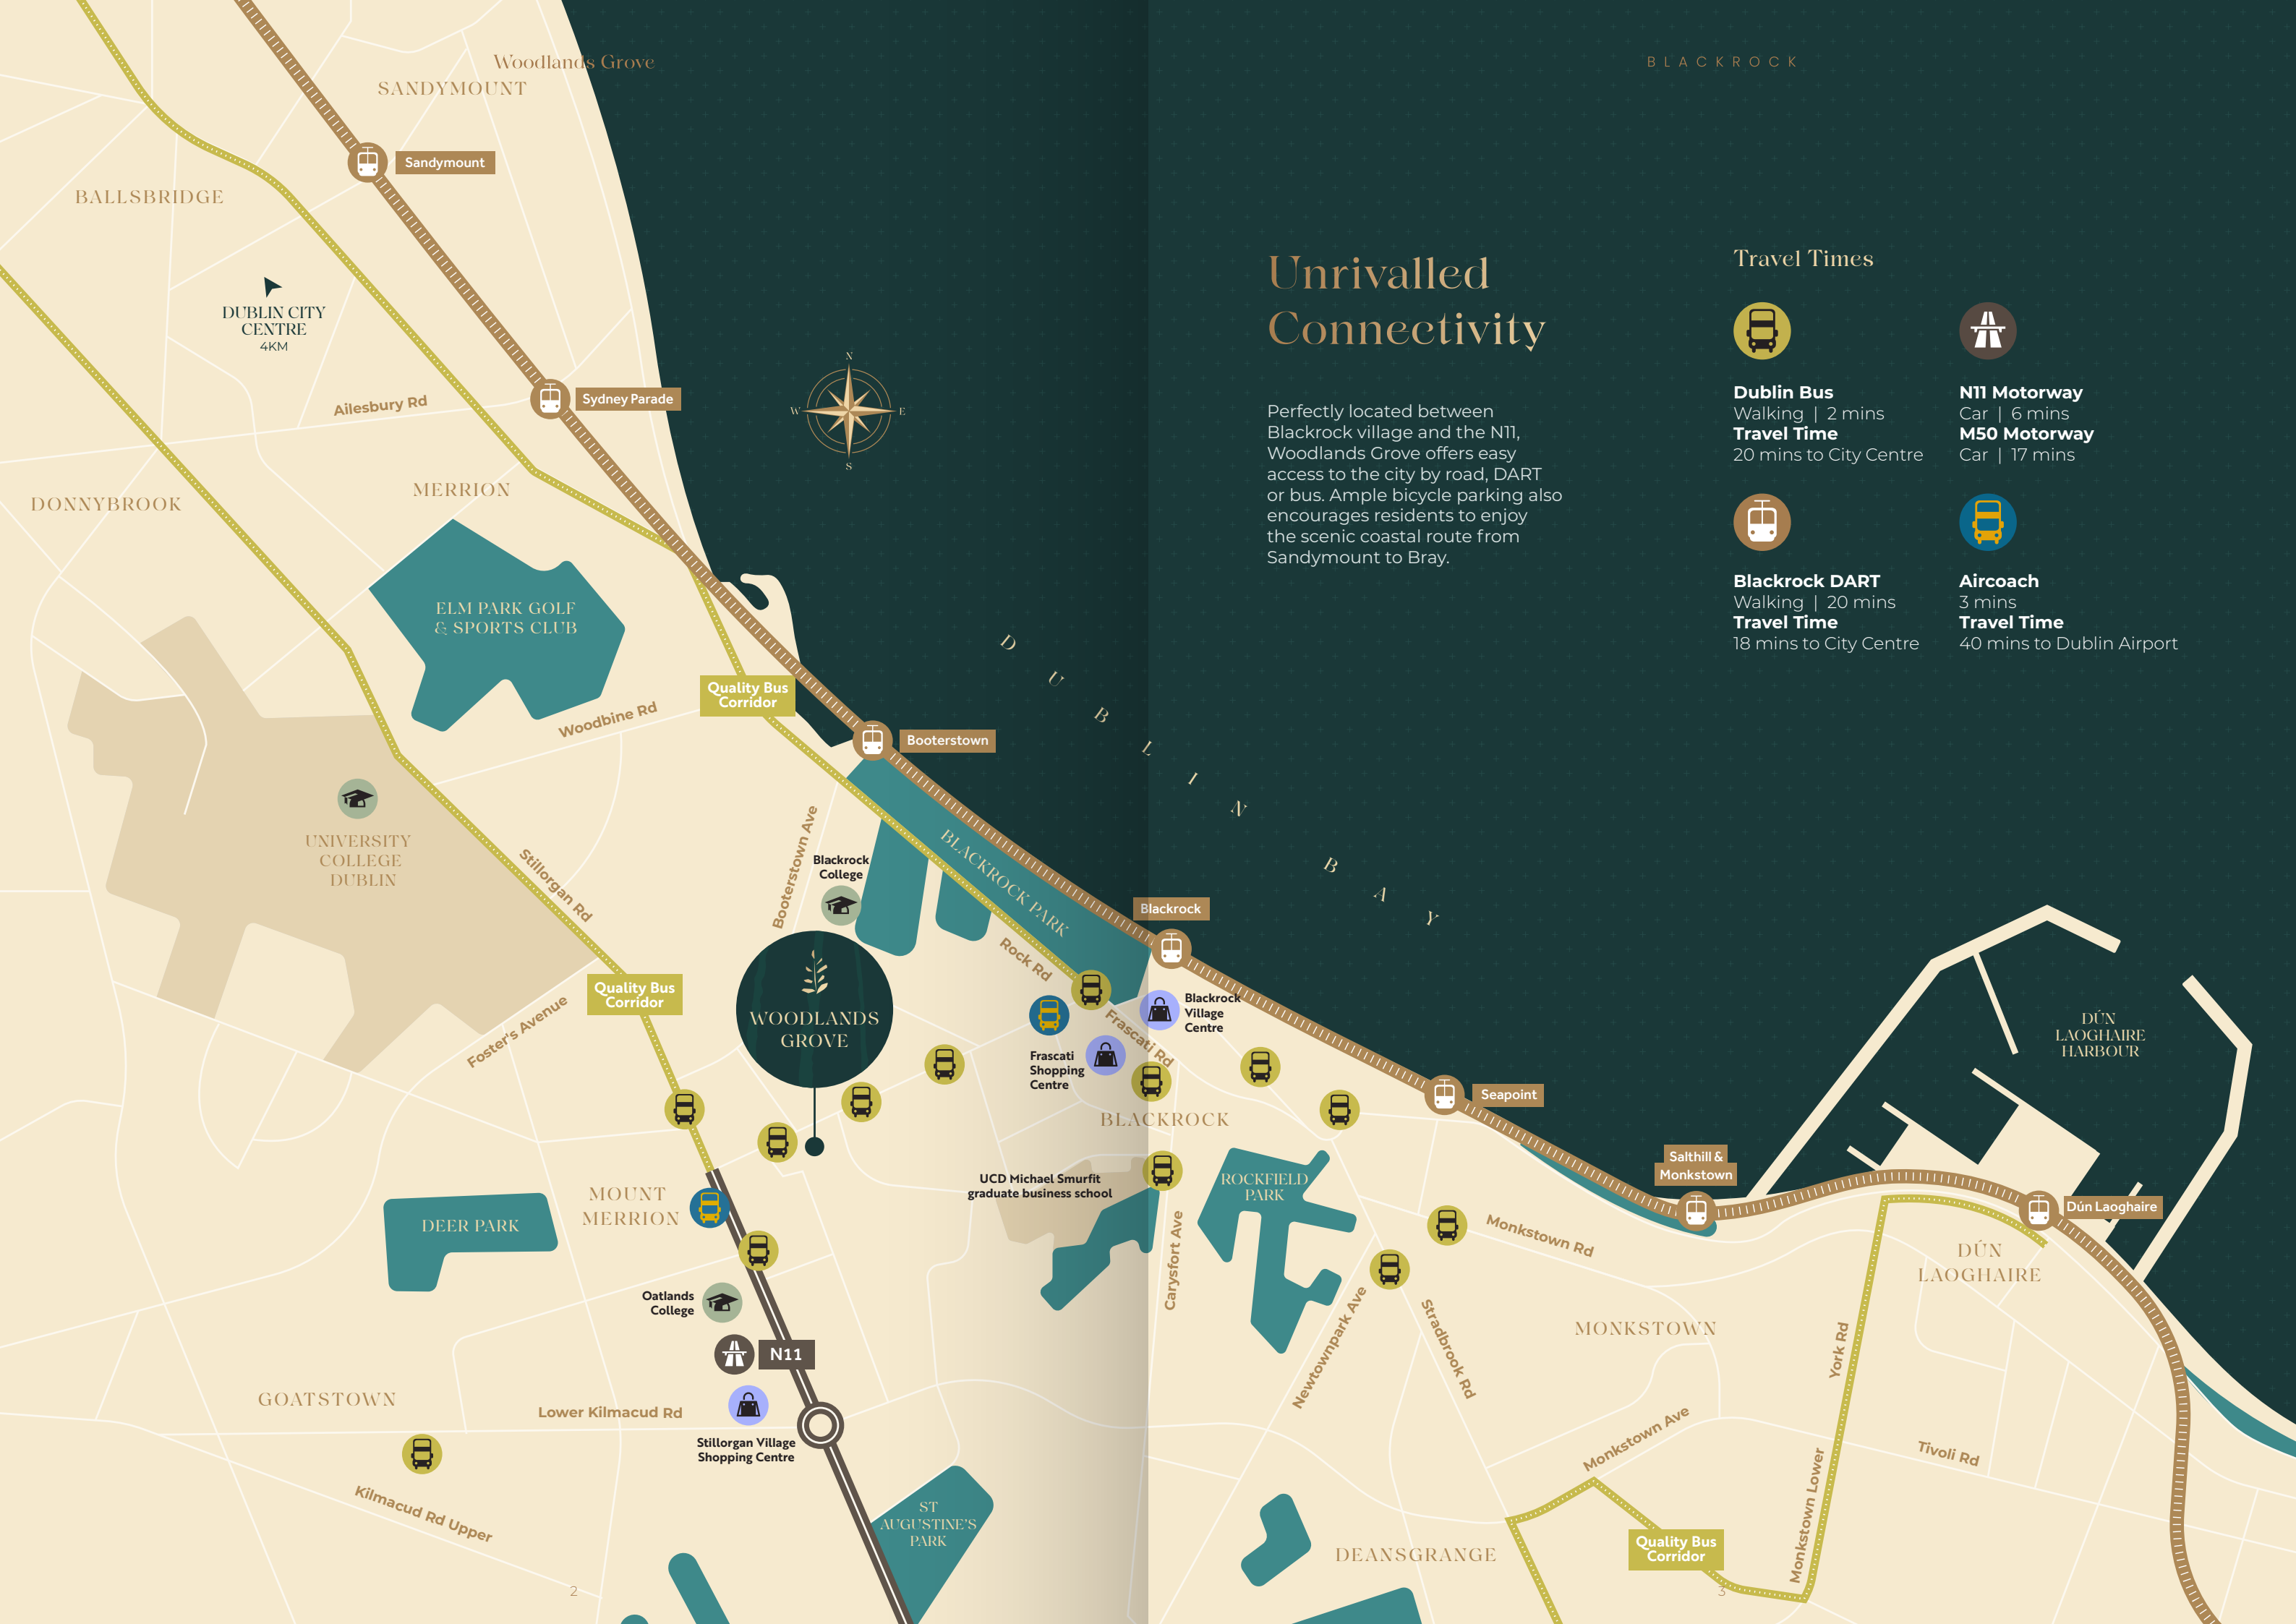 Woodlands Grove
SANDYMOUNT
Sandymount
BALLSBRIDGE
DUBLIN CITY
CENTRE
4KM
Ailesbury Rd
Sydney Parade
N
W
E
S
DONNYBROOK
MERRION
ELM PARK GOLF
& SPORTS CLUB
Quality Bus
Corridor
Woodbine Rd
Booterstown
UNIVERSITY
COLLEGE
DUBLIN
Stillorgan Rd
Booterstown Ave
Blackrock
College
BLACKROCK PARK
DUBLIN BAY
Rock Rd
Blackrock
Quality Bus
Corridor
Foster's Avenue
WOODLANDS
GROVE
Blackrock
Village
Centre
Frascati Rd
Frascati
Shopping
Centre
BLACKROCK
UCD Michael Smurfit
graduate business school
MOUNT
MERRION
DEER PARK
Oatlands
College
N11
GOATSTOWN
Lower Kilmacud Rd
Stillorgan Village
Shopping Centre
Kilmacud Rd Upper
ST
AUGUSTINE'S
PARK
2
BLACKROCK
Unrivalled
Connectivity
Perfectly located between
Blackrock village and the N11,
Woodlands Grove offers easy
access to the city by road, DART
or bus. Ample bicycle parking also
encourages residents to enjoy
the scenic coastal route from
Sandymount to Bray.
Travel Times
Dublin Bus
Walking | 2 mins
Travel Time
20 mins to City Centre
N11 Motorway
Car | 6 mins
M50 Motorway
Car | 17 mins
Blackrock DART
Walking | 20 mins
Travel Time
18 mins to City Centre
Aircoach
3 mins
Travel Time
40 mins to Dublin Airport
Seapoint
DÚN
LAOGHAIRE
HARBOUR
Salthill &
Monkstown
Dún Laoghaire
ROCKFIELD
PARK
Carysfort Ave
Monkstown Rd
DÚN
LAOGHAIRE
Newtownpark Ave
Stradbrook Rd
MONKSTOWN
York Rd
Monkstown Ave
Tivoli Rd
Monkstown Lower
Quality Bus
Corridor
DEANSGRANGE
3